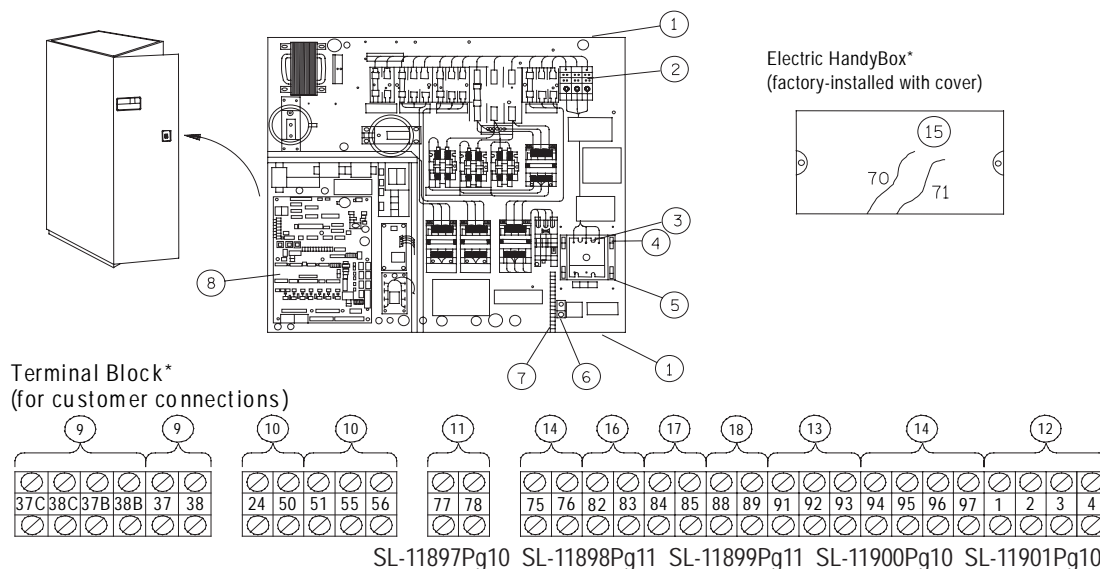 1
2
Electric HandyBox*
(factory-installed with cover)
15
70
71
3
4
8
5
7
6
1
Terminal Block*
(for customer connections)
9 9 10 10 11 14 16 17 18 13 14 12
37C 38C 37B 38B 37 38 24 50 51 55 56 77 78 75 76 82 83 84 85 88 89 91 92 93 94 95 96 97 1 2 3 4
SL-11897Pg10 SL-11898Pg11 SL-11899Pg11 SL-11900Pg10 SL-11901Pg10